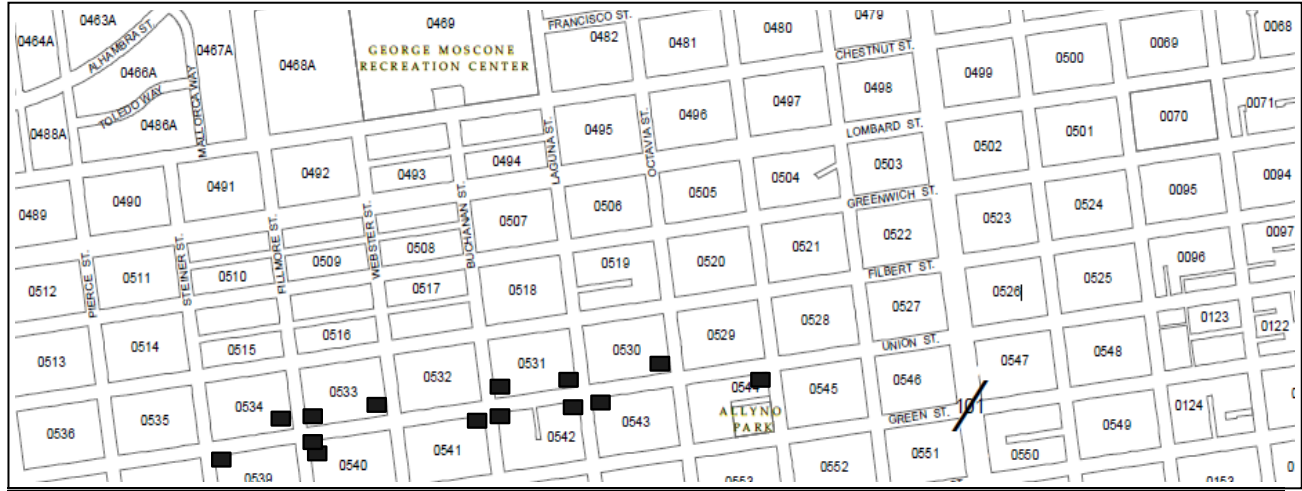 0463A
0469
FRANCISCO ST.
0479
0464A
ALHAMBRA ST.
0467A
0482
0481
0480
0069
0068
GEORGE MOSCONE
RECREATION CENTER
CHESTNUT ST.
0466A
0468A
0499
0500
TOLEDO WAY
MALLORCA WAY
0498
0497
0488A
0486A
0496
0495
OCTAVIA ST.
LOMBARD ST.
0501
0070
0071
0502
LAGUNA ST.
0494
0493
0492
0491
0490
0489
0503
0504
0505
0506
GREENWICH ST.
0095
0094
0524
0523
0507
BUCHANAN ST.
WEBSTER ST.
FILLMORE ST.
STEINER ST.
PIERCE ST.
0508
0509
0510
0511
0512
0522
0521
0520
0519
0097
0096
FILBERT ST.
0525
0526
0527
0518
0517
0516
0515
0514
0513
0528
0529
0530
0531
0123
0122
UNION ST.
0548
0547
0532
0533
0534
0535
0536
0546
0545
0544
ALLYNO
PARK
GREEN ST.
101
0124
0549
0543
0542
0541
0540
0539
0550
0551
0552
0553
0153